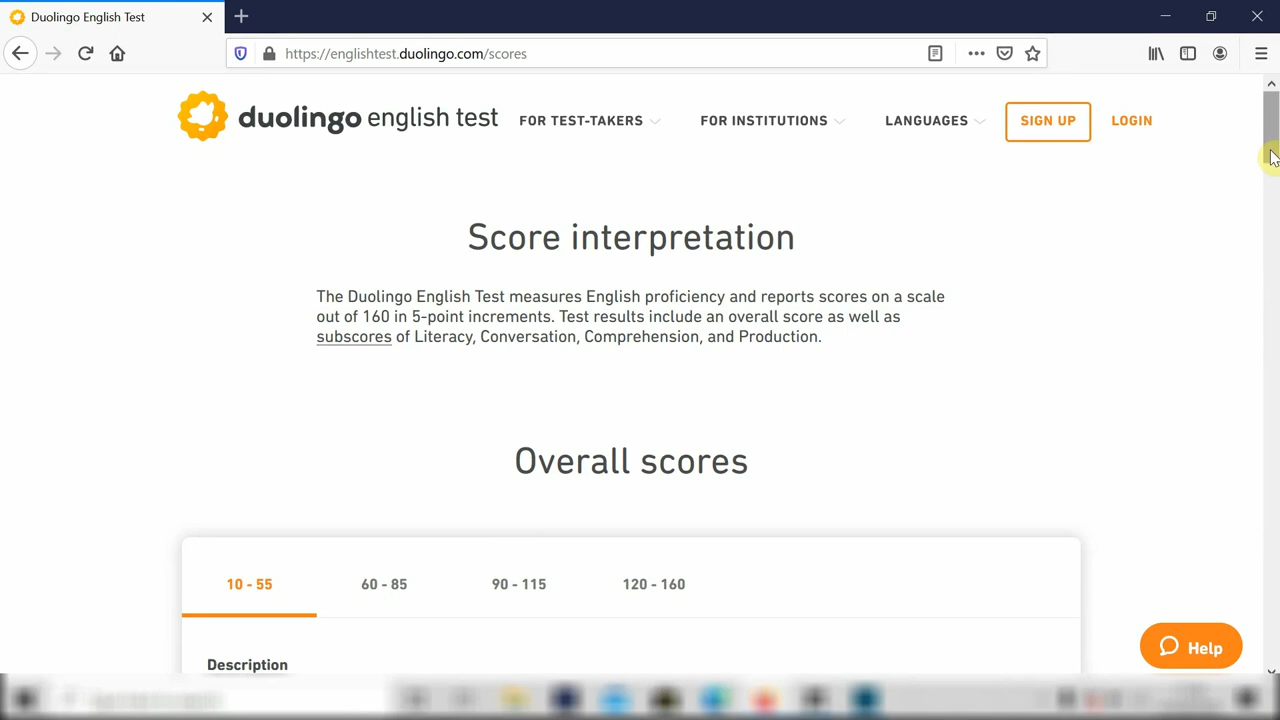 Duolingo English Test
https://englishtest.duolingo.com/scores
duolingo english test
FOR TEST-TAKERS
FOR INSTITUTIONS
LANGUAGES
SIGN UP
LOGIN
Score interpretation
The Duolingo English Test measures English proficiency and reports scores on a scale
out of 160 in 5-point increments. Test results include an overall score as well as
subscores of Literacy, Conversation, Comprehension, and Production.
Overall scores
10 - 55
60 - 85
90 - 115
120 - 160
Description
Help